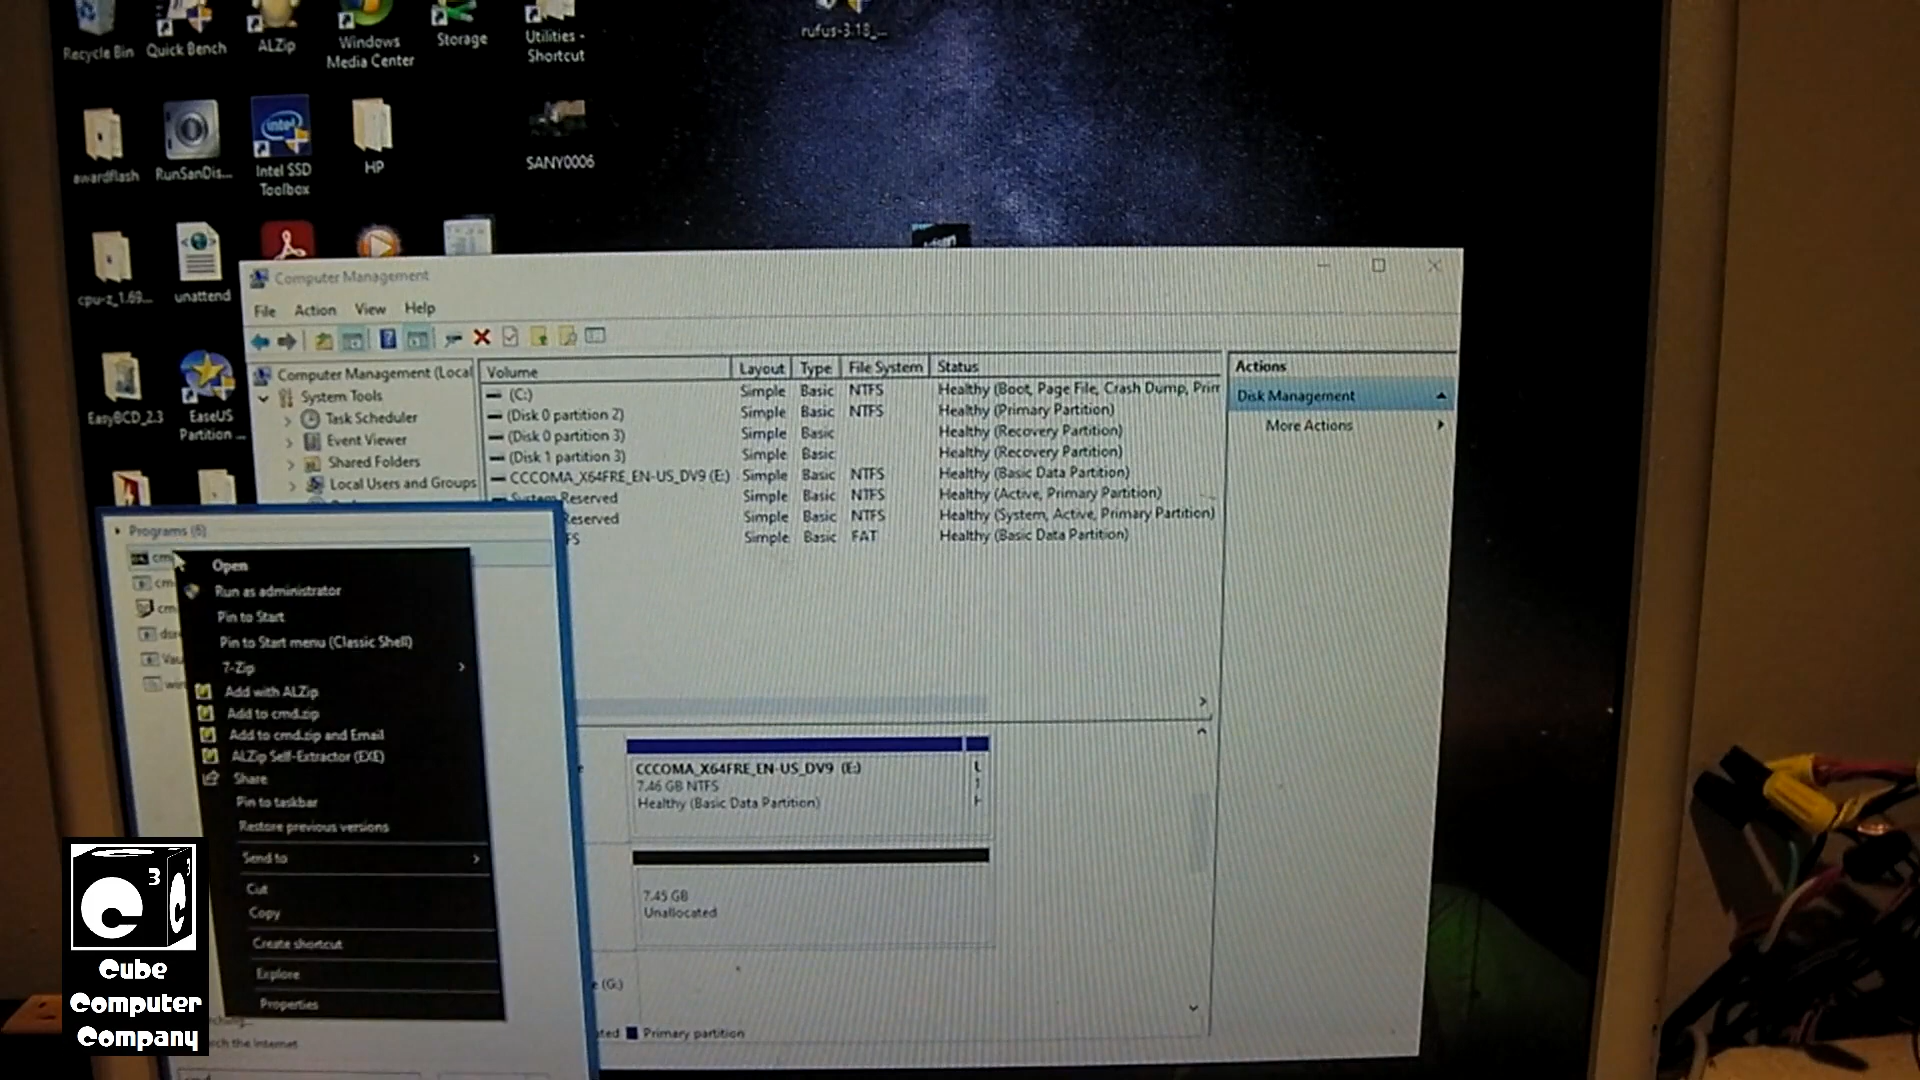 Recycle Bin
Quick Bench
ALZip
Windows
Media Center
Storage
Utilities -
Shortcut
rufus-3.18_...
awardflash
RunSanDis...
intel
Intel SSD
Toolbox
HP
SANY0006
cpu-z_1.69...
unattend
EasyBCD_2.3
EaseUS
Partition ...
Computer Management
File Action View Help
Computer Management (Local
System Tools
Task Scheduler
Event Viewer
Shared Folders
Local Users and Groups
Volume Layout Type File System Status
(C:) Simple Basic NTFS Healthy (Boot, Page File, Crash Dump, Prim
(Disk 0 partition 2) Simple Basic NTFS Healthy (Primary Partition)
(Disk 0 partition 3) Simple Basic Healthy (Recovery Partition)
(Disk 1 partition 3) Simple Basic Healthy (Recovery Partition)
CCCOMA_X64FRE_EN-US_DV9 (E:) Simple Basic NTFS Healthy (Basic Data Partition)
System Reserved Simple Basic NTFS Healthy (Active, Primary Partition)
Reserved Simple Basic NTFS Healthy (System, Active, Primary Partition)
FS Simple Basic FAT Healthy (Basic Data Partition)
Actions
Disk Management
More Actions
Programs (6)
Open
Run as administrator
Pin to Start
Pin to Start menu (Classic Shell)
7-Zip
Add with ALZip
Add to cmd.zip
Add to cmd.zip and Email
ALZip Self-Extractor (EXE)
Share
Pin to taskbar
Restore previous versions
Send to
Cut
Copy
Create shortcut
Explore
Properties
CCCOMA_X64FRE_EN-US_DV9 (E:)
7.46 GB NTFS
Healthy (Basic Data Partition)
7.45 GB
Unallocated
e (G:)
Primary partition
rch the Internet
C3
Cube
Computer
Company